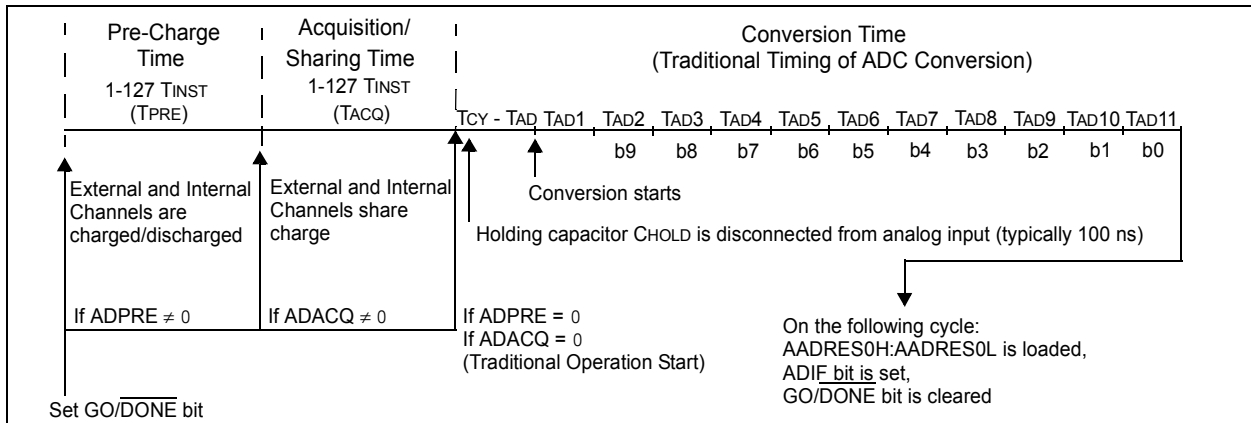 Pre-Charge
Time
1-127 TINST
(TPRE)
Acquisition/
Sharing Time
1-127 TINST
(TACQ)
Conversion Time
(Traditional Timing of ADC Conversion)
TCY - TAD TAD1 TAD2 TAD3 TAD4 TAD5 TAD6 TAD7 TAD8 TAD9 TAD10 TAD11
b9 b8 b7 b6 b5 b4 b3 b2 b1 b0
External and Internal
Channels are
charged/discharged
External and Internal
Channels share
charge
Conversion starts
Holding capacitor CHOLD is disconnected from analog input (typically 100 ns)
If ADPRE ≠ 0
If ADACQ ≠ 0
If ADPRE = 0
If ADACQ = 0
(Traditional Operation Start)
On the following cycle:
AADRES0H:AADRES0L is loaded,
ADIF bit is set,
GO/DONE bit is cleared
Set GO/DONE bit